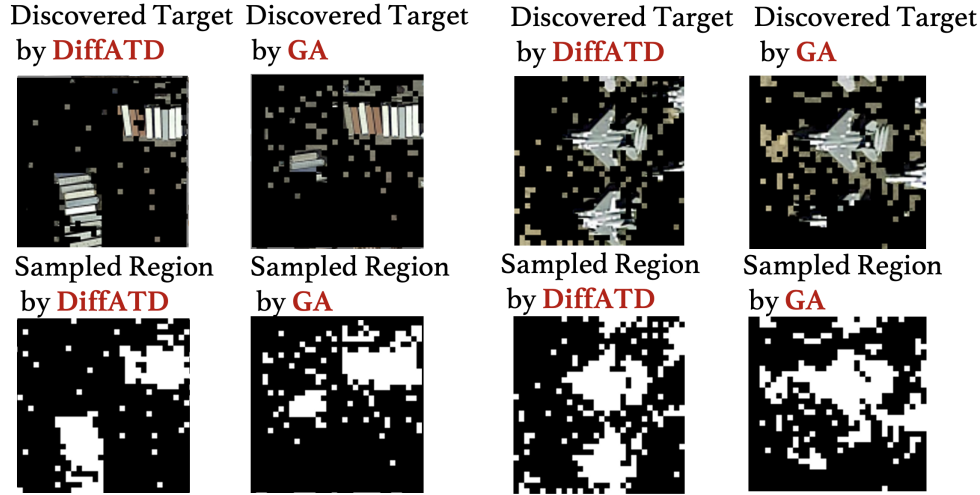 Discovered Target
by DiffATD
Discovered Target
by GA
Discovered Target
by DiffATD
Discovered Target
by GA
Sampled Region
by DiffATD
Sampled Region
by GA
Sampled Region
by DiffATD
Sampled Region
by GA